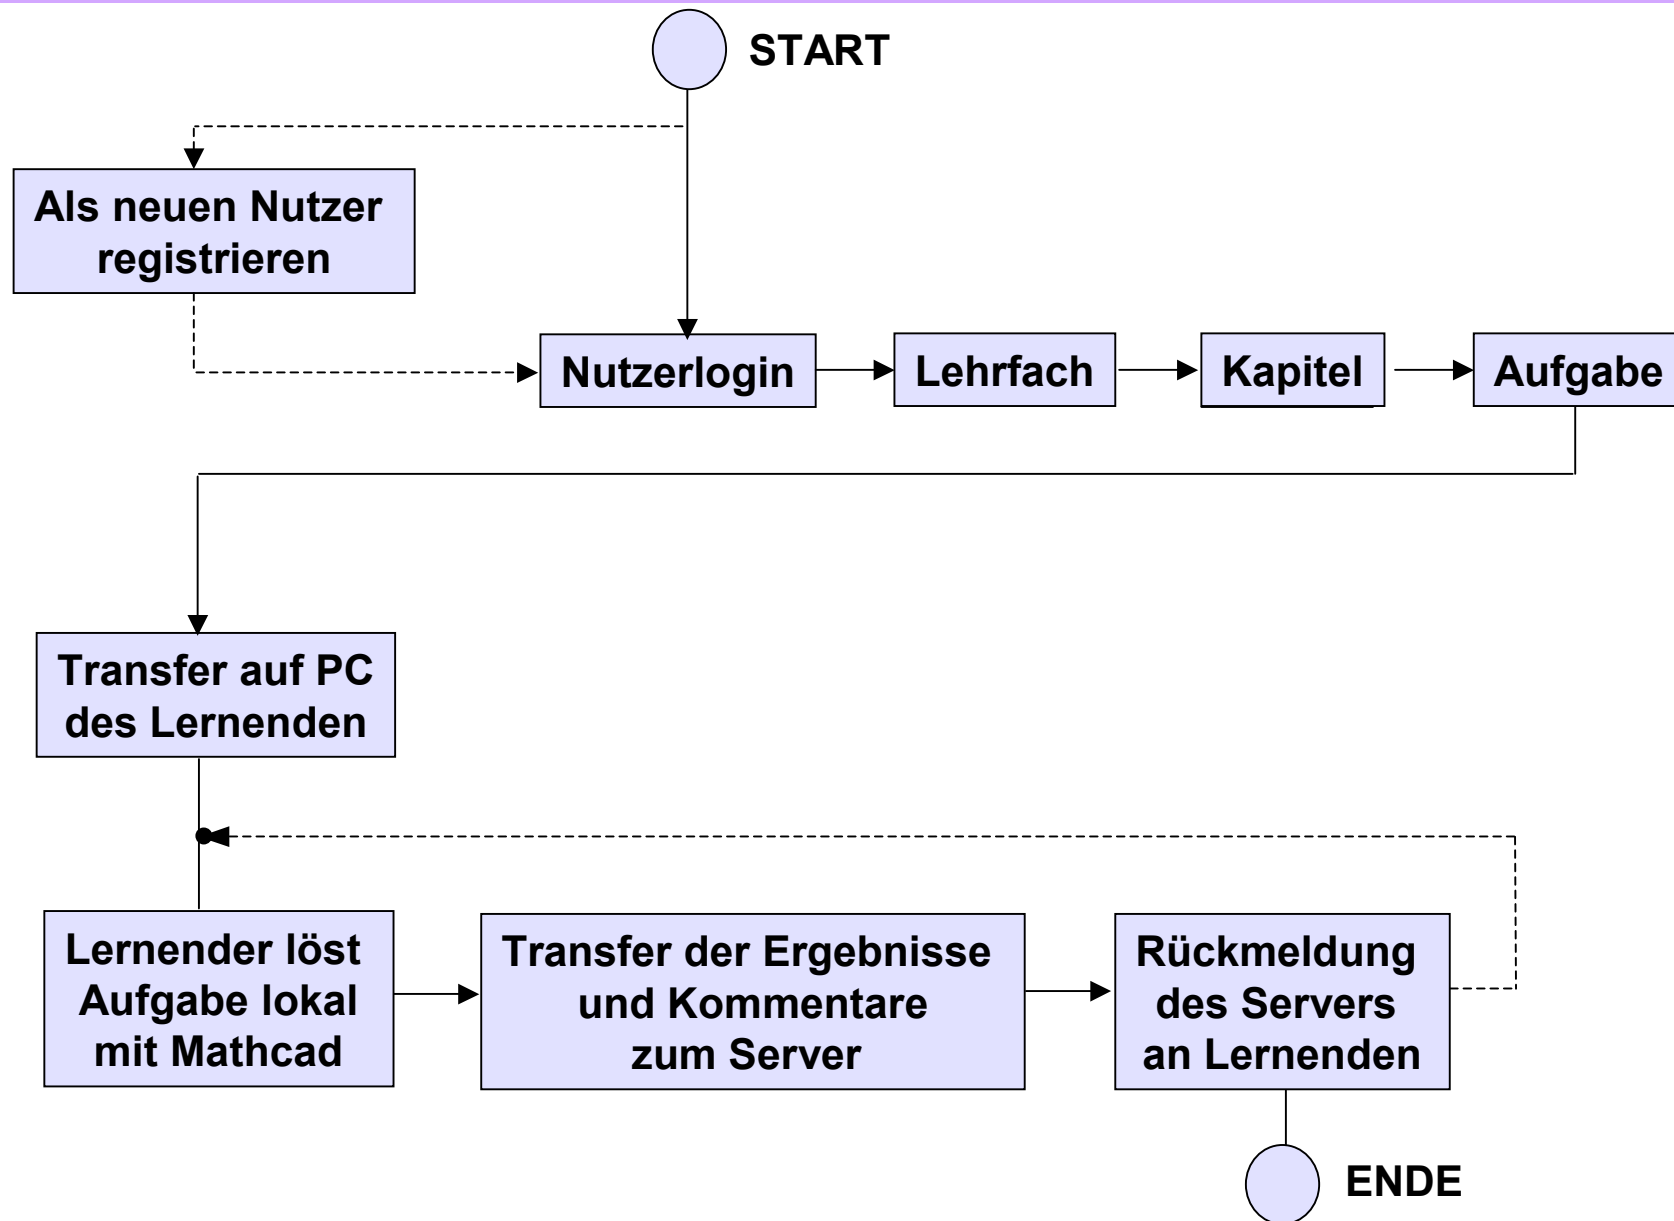 START
Als neuen Nutzer
registrieren
Nutzerlogin
Lehrfach
Kapitel
Aufgabe
Transfer auf PC
des Lernenden
Lernender löst
Aufgabe lokal
mit Mathcad
Transfer der Ergebnisse
und Kommentare
zum Server
Rückmeldung
des Servers
an Lernenden
ENDE